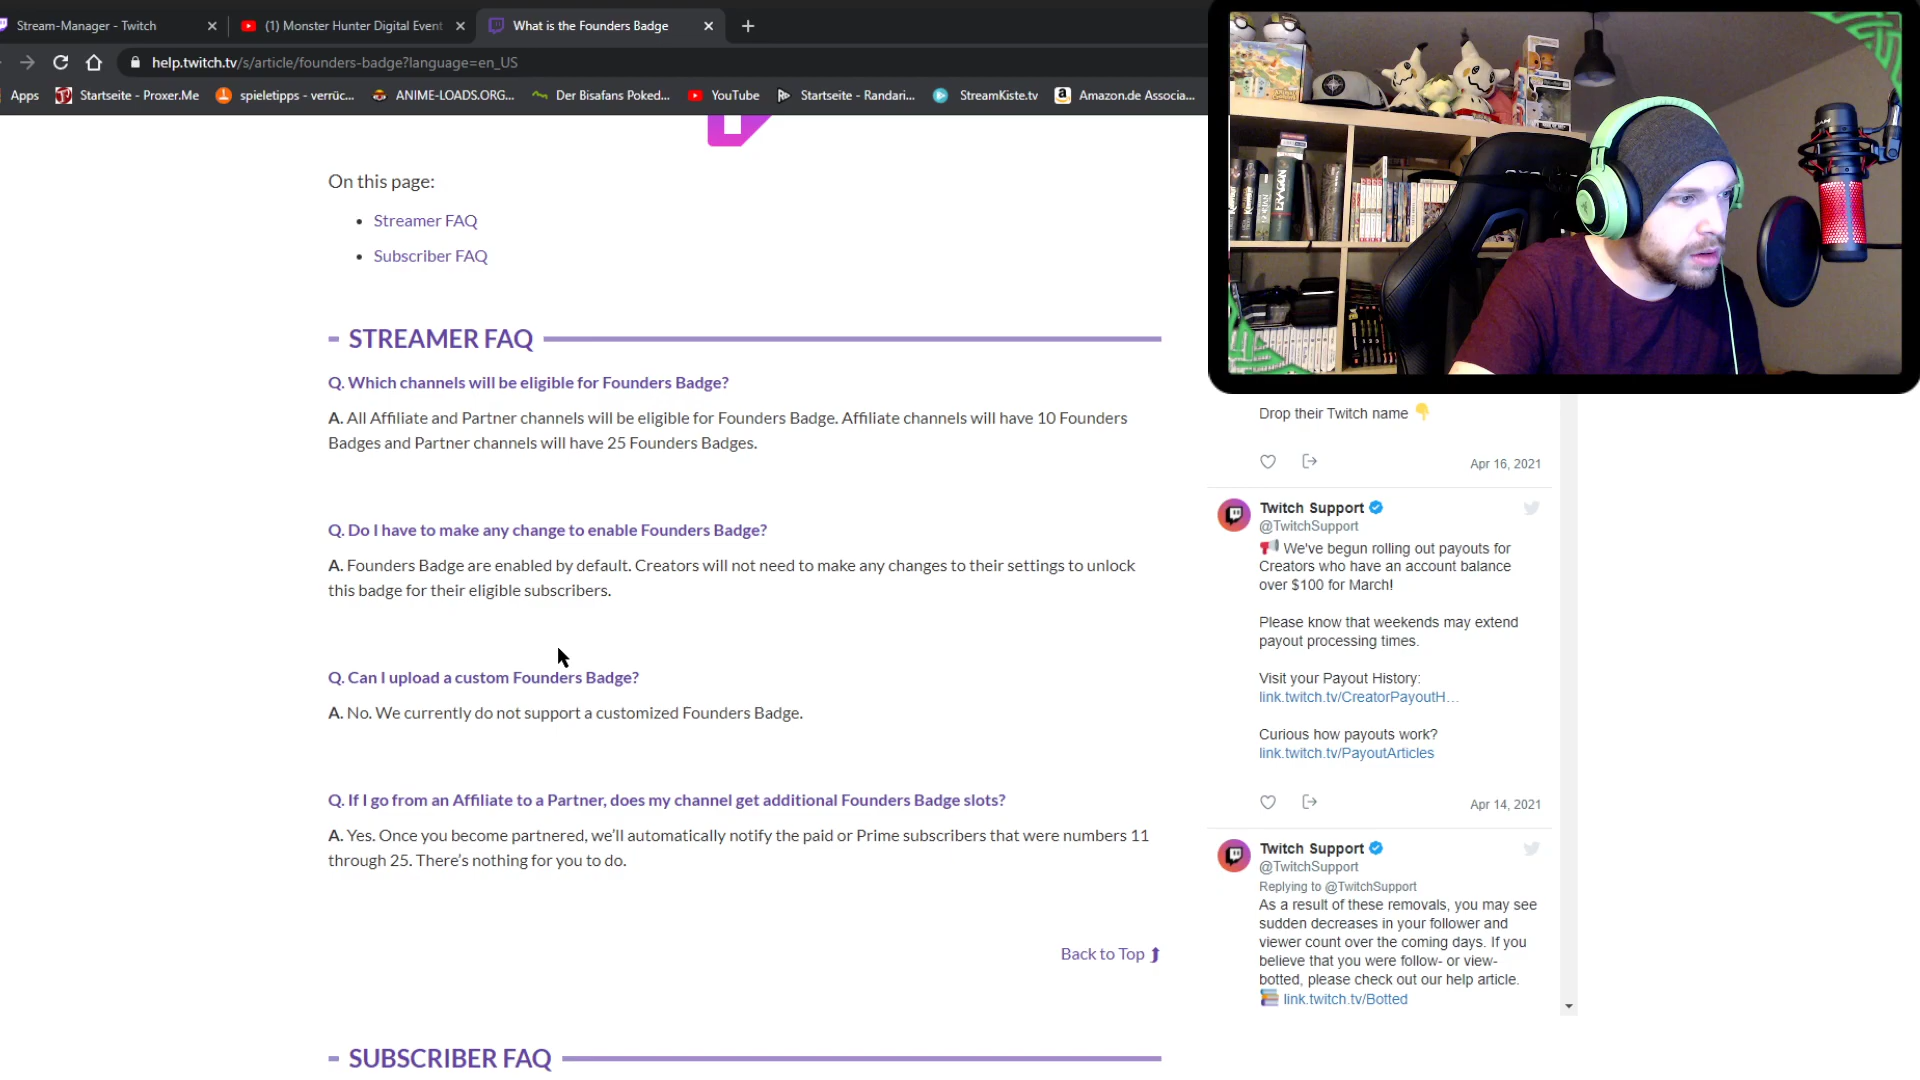 Stream-Manager - Twitch
(1) Monster Hunter Digital Event
What is the Founders Badge
help.twitch.tv/s/article/founders-badge?language=en_US
Apps
Startseite - Proxer.Me
spieletipps - verrüc...
ANIME-LOADS.ORG...
Der Bisafans Poked...
YouTube
Startseite - Randari...
StreamKiste.tv
Amazon.de Associa...
On this page:
• Streamer FAQ
• Subscriber FAQ
STREAMER FAQ
Q. Which channels will be eligible for Founders Badge?
A. All Affiliate and Partner channels will be eligible for Founders Badge. Affiliate channels will have 10 Founders
Badges and Partner channels will have 25 Founders Badges.
Q. Do I have to make any change to enable Founders Badge?
A. Founders Badge are enabled by default. Creators will not need to make any changes to their settings to unlock
this badge for their eligible subscribers.
Q. Can I upload a custom Founders Badge?
A. No. We currently do not support a customized Founders Badge.
Q. If I go from an Affiliate to a Partner, does my channel get additional Founders Badge slots?
A. Yes. Once you become partnered, we’ll automatically notify the paid or Prime subscribers that were numbers 11
through 25. There’s nothing for you to do.
Back to Top
SUBSCRIBER FAQ
ERAGON
Drop their Twitch name 👇
Apr 16, 2021
Twitch Support
@TwitchSupport
📢 We've begun rolling out payouts for
Creators who have an account balance
over $100 for March!
Please know that weekends may extend
payout processing times.
Visit your Payout History:
link.twitch.tv/CreatorPayoutH…
Curious how payouts work?
link.twitch.tv/PayoutArticles
Apr 14, 2021
Twitch Support
@TwitchSupport
Replying to @TwitchSupport
As a result of these removals, you may see
sudden decreases in your follower and
viewer count over the coming days. If you
believe that you were follow- or view-
botted, please check out our help article.
📚 link.twitch.tv/Botted